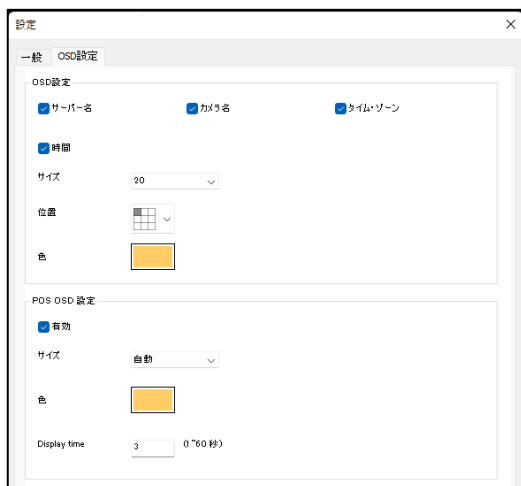 設定
一般 OSD設定
OSD設定
サーバー名 カメラ名 タイム・ゾーン
時間
サイズ 20
位置
色
POS OSD 設定
有効
サイズ 自動
色
Display time 3 (1~60 秒)